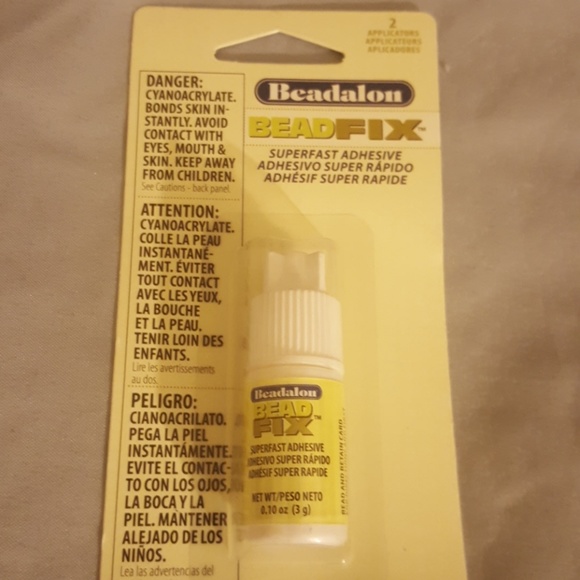 2
APPLICATORS
APPLICATEURS
APLICADORES
Beadalon
BEADFIX™
SUPERFAST ADHESIVE
ADHESIVO SUPER RÁPIDO
ADHÉSIF SUPER RAPIDE
DANGER:
CYANOACRYLATE.
BONDS SKIN IN-
STANTLY. AVOID
CONTACT WITH
EYES, MOUTH &
SKIN. KEEP AWAY
FROM CHILDREN.
See Cautions - back panel.
ATTENTION:
CYANOACRYLATE.
COLLE LA PEAU
INSTANTANÉ-
MENT. ÉVITER
TOUT CONTACT
AVEC LES YEUX,
LA BOUCHE
ET LA PEAU.
TENIR LOIN DES
ENFANTS.
Lire les avertissements
au dos.
PELIGRO:
CIANOACRILATO.
PEGA LA PIEL
INSTANTÁMENTE.
EVITE EL CONTAC-
TO CON LOS OJOS,
LA BOCA Y LA
PIEL. MANTENER
ALEJADO DE LOS
NIÑOS.
Lea las advertencias del
Beadalon
BEAD
FIX™
SUPERFAST ADHESIVE
ADHESIVO SUPER RÁPIDO
ADHÉSIF SUPER RAPIDE
NET WT/PESO NETO
0.10 oz (3 g)
READ AND RETAIN CARD